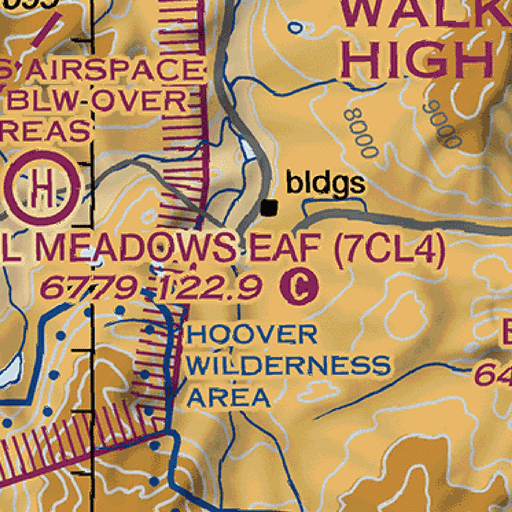 WALK
HIGH
S AIRSPACE
BLW OVER
REAS
8000
9000
H
bldgs
L MEADOWS EAF (7CL4)
6779 122.9 C
HOOVER
WILDERNESS
AREA
64